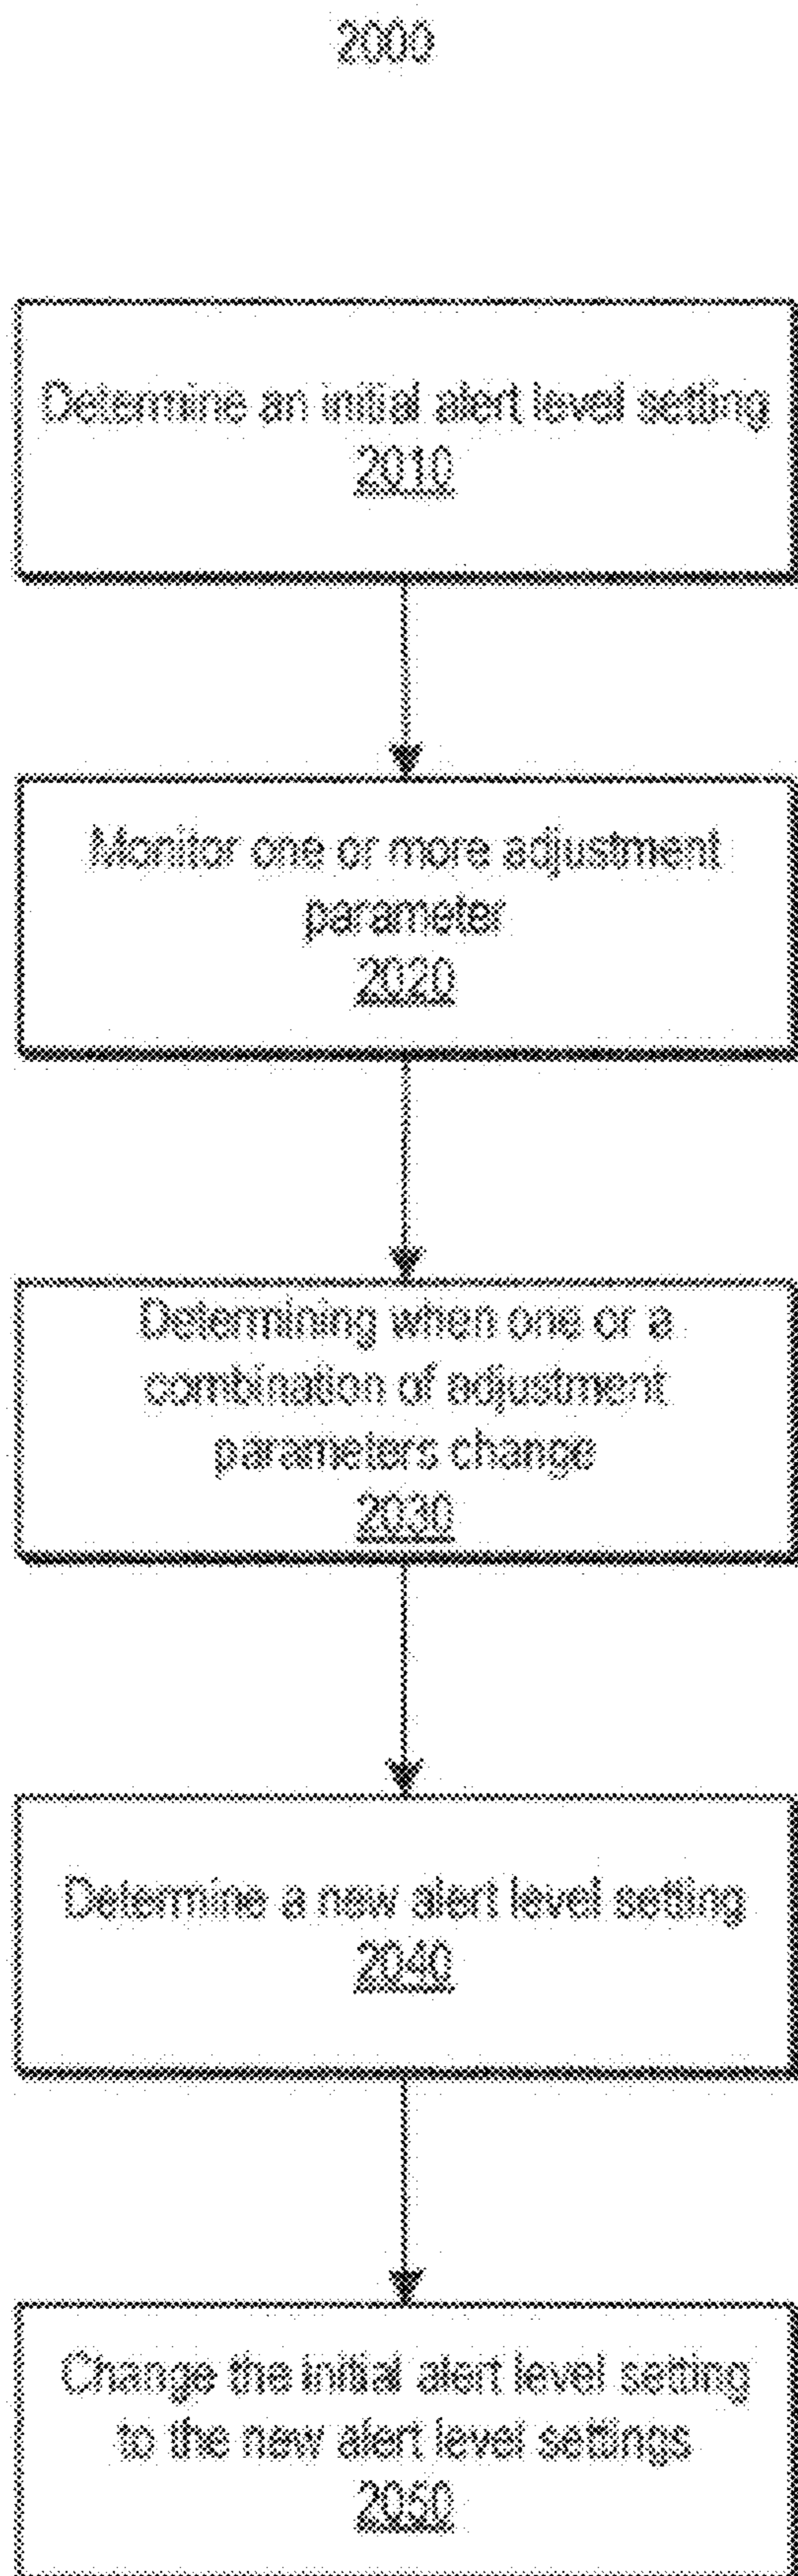 2000
Determine an initial alert level setting
2010
Monitor one or more adjustment
parameter
2020
Determining when one or a
combination of adjustment
parameters change
2030
Determine a new alert level setting
2040
Change the initial alert level setting
to the new alert level settings
2050